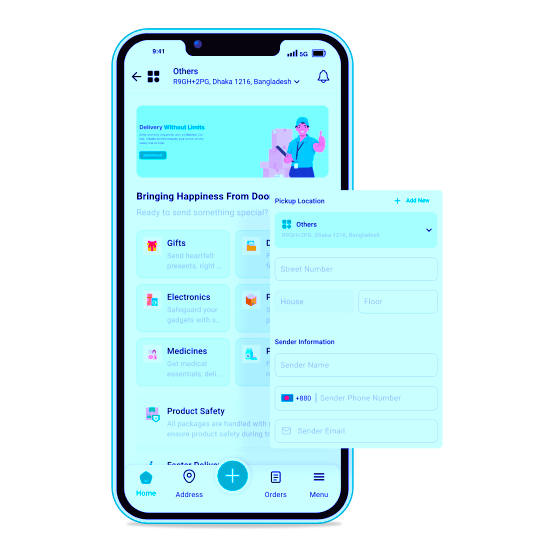 9:41
5G
Others
R9GH+2PG, Dhaka 1216, Bangladesh
Delivery Without Limits
Bringing Happiness From Doo
Ready to send something special?
Gifts
Send heartfelt
presents, right ...
D
Electronics
Safeguard your
gadgets with s...
P
Medicines
Get medical
essentials, deli...
P
Product Safety
All packages are handled with
ensure product safety during t
Home
Address
Orders
Menu
Pickup Location
+ Add New
Others
R9GH+2PG, Dhaka 1216, Bangladesh
Street Number
House
Floor
Sender Information
Sender Name
+880
Sender Phone Number
Sender Email